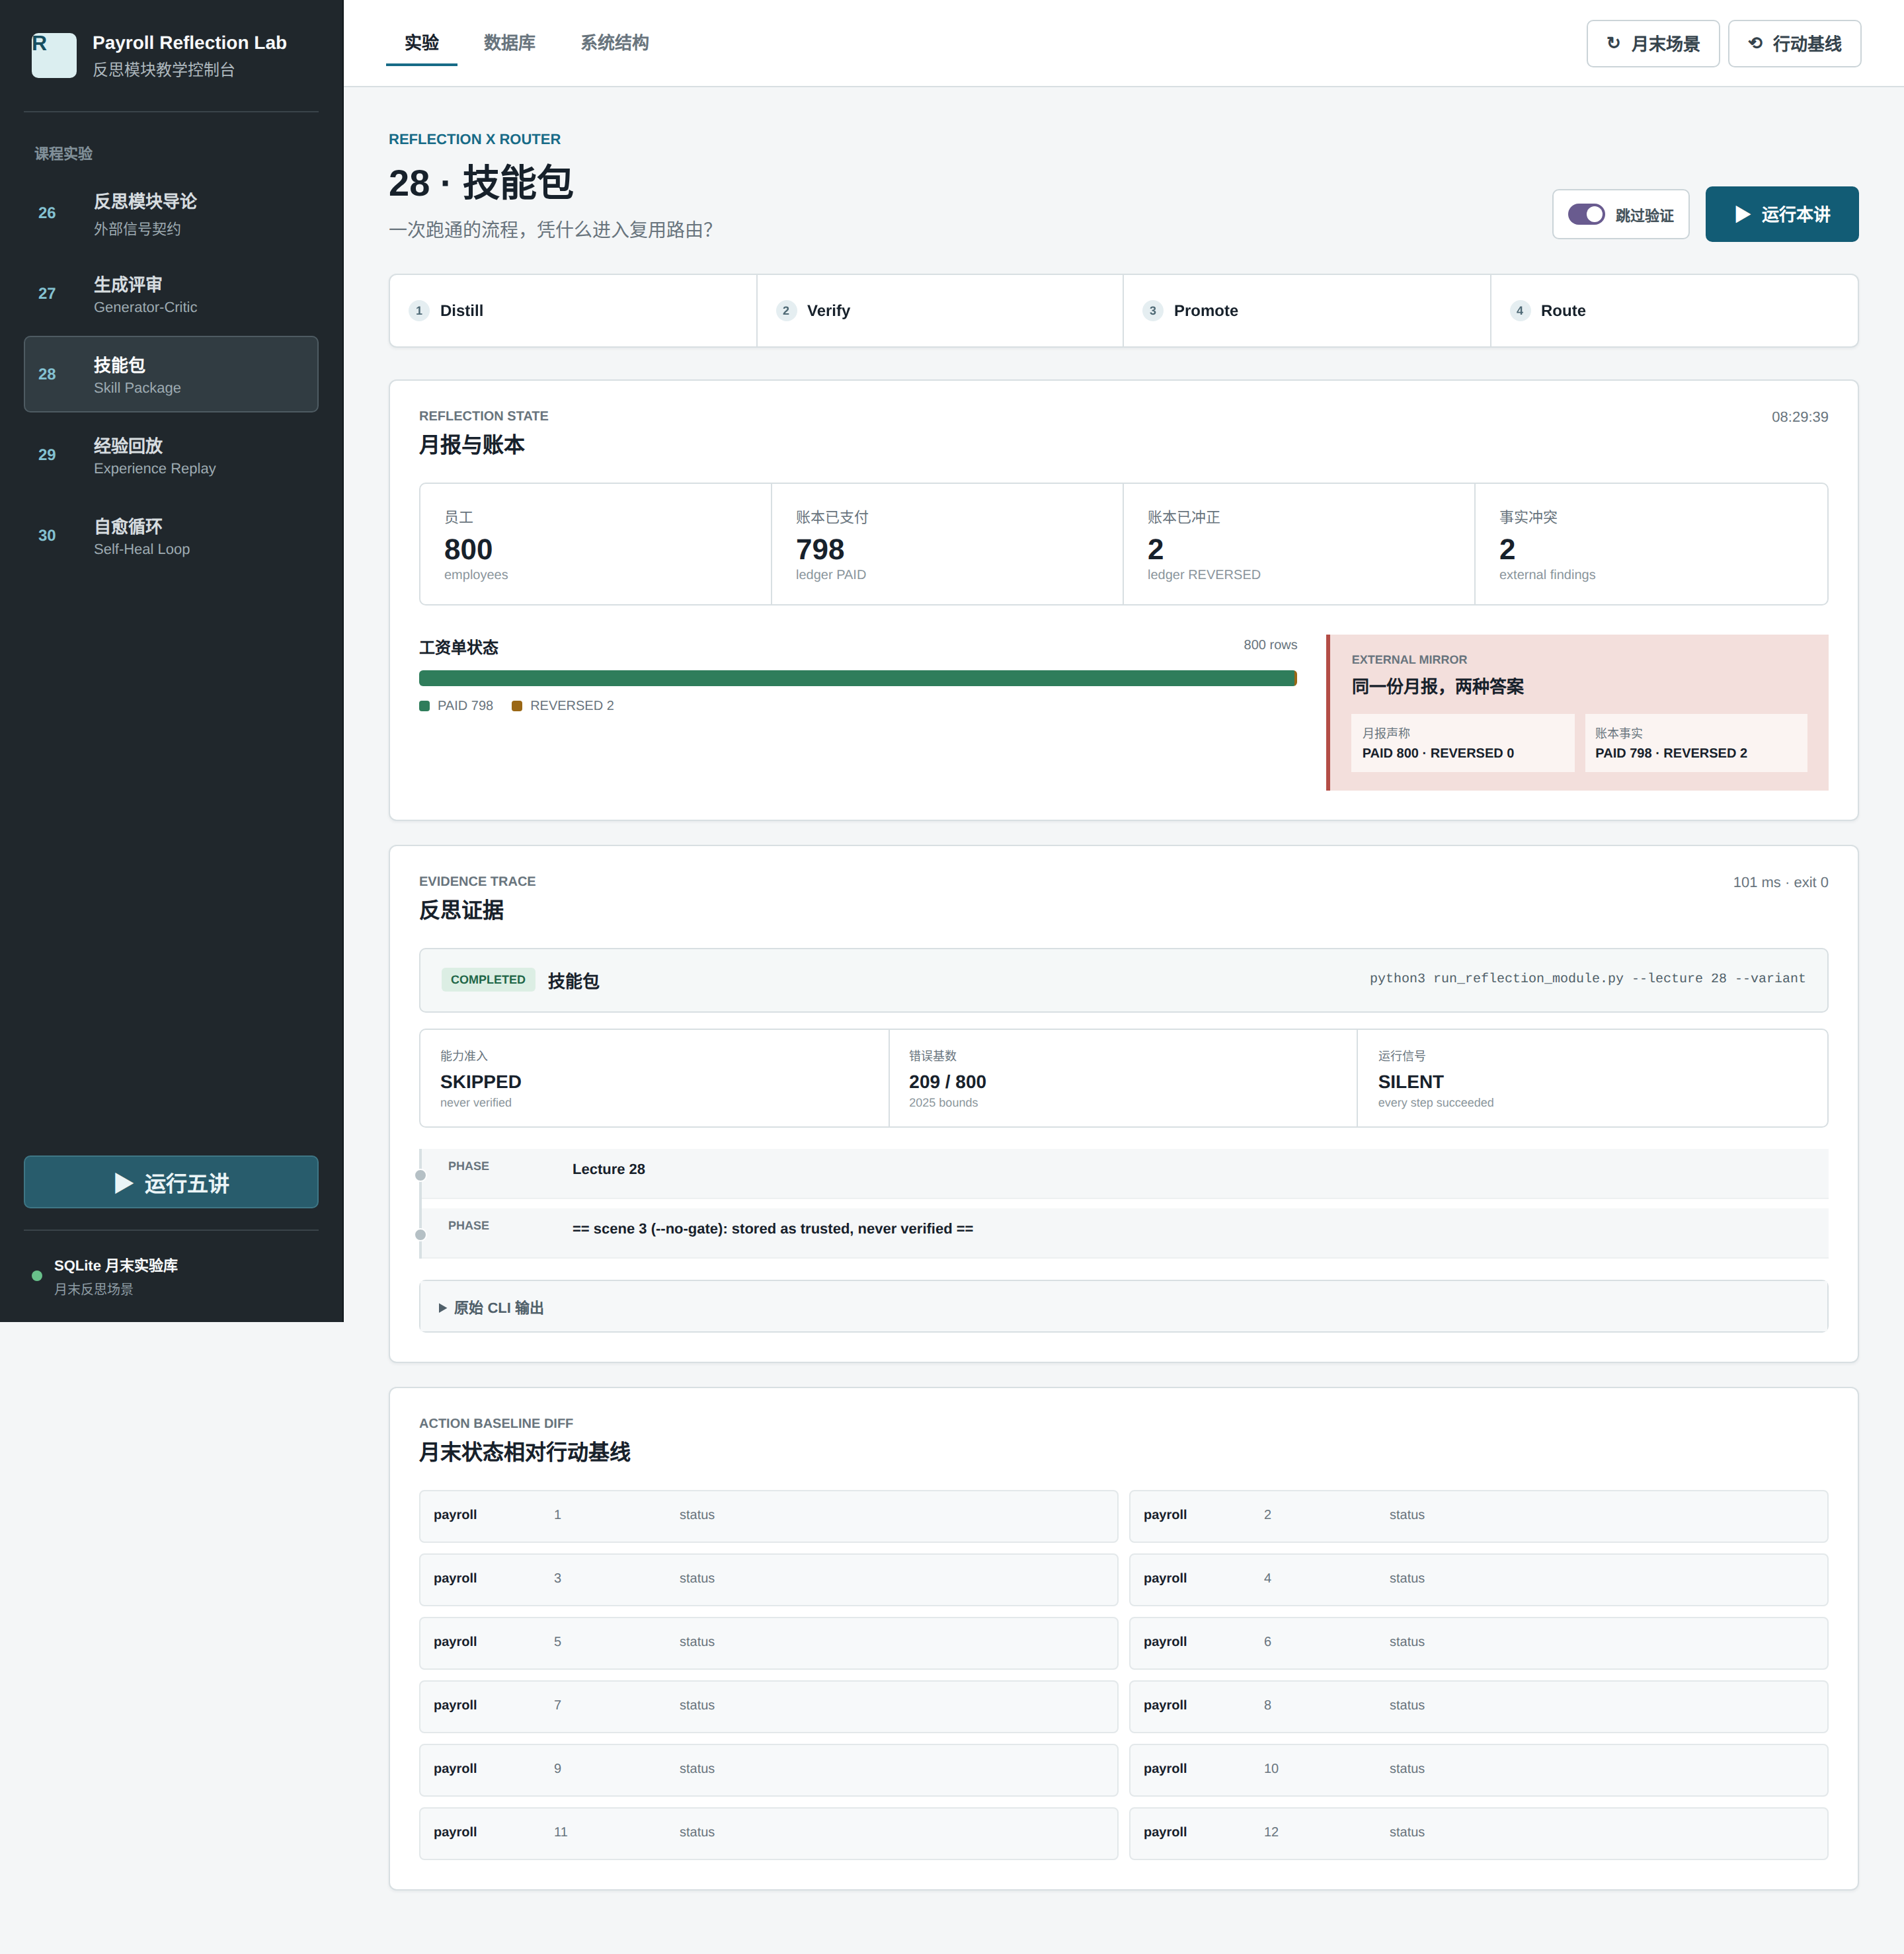 R
Payroll Reflection Lab
反思模块教学控制台
课程实验
26
反思模块导论
外部信号契约
27
生成评审
Generator-Critic
28
技能包
Skill Package
29
经验回放
Experience Replay
30
自愈循环
Self-Heal Loop
运行五讲
SQLite 月末实验库
月末反思场景
实验
数据库
系统结构
月末场景
行动基线
REFLECTION X ROUTER
28 · 技能包
一次跑通的流程，凭什么进入复用路由？
跳过验证
运行本讲
1 Distill
2 Verify
3 Promote
4 Route
REFLECTION STATE
月报与账本
08:29:39
员工
800
employees
账本已支付
798
ledger PAID
账本已冲正
2
ledger REVERSED
事实冲突
2
external findings
工资单状态
800 rows
PAID 798
REVERSED 2
EXTERNAL MIRROR
同一份月报，两种答案
月报声称
PAID 800 · REVERSED 0
账本事实
PAID 798 · REVERSED 2
EVIDENCE TRACE
反思证据
101 ms · exit 0
COMPLETED
技能包
python3 run_reflection_module.py --lecture 28 --variant
能力准入
SKIPPED
never verified
错误基数
209 / 800
2025 bounds
运行信号
SILENT
every step succeeded
PHASE
Lecture 28
PHASE
== scene 3 (--no-gate): stored as trusted, never verified ==
原始 CLI 输出
ACTION BASELINE DIFF
月末状态相对行动基线
payroll 1 status
payroll 2 status
payroll 3 status
payroll 4 status
payroll 5 status
payroll 6 status
payroll 7 status
payroll 8 status
payroll 9 status
payroll 10 status
payroll 11 status
payroll 12 status